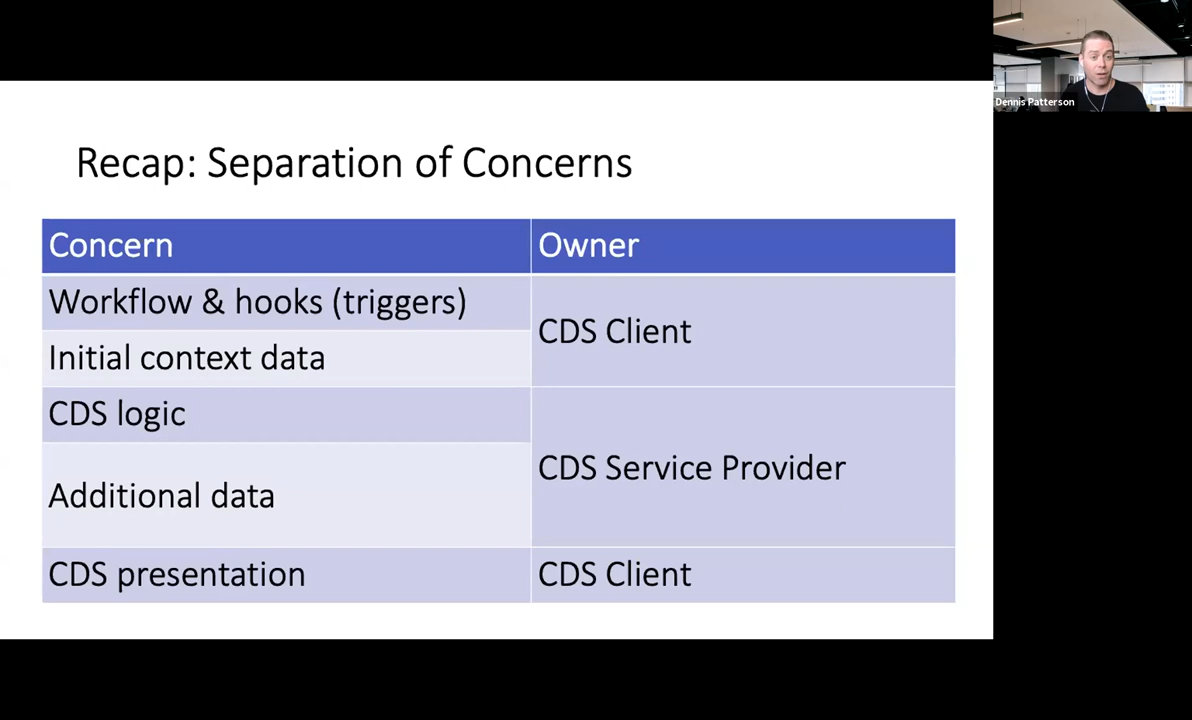 Dennis Patterson
Recap: Separation of Concerns
Concern Owner
Workflow & hooks (triggers)
CDS Client
Initial context data
CDS logic
CDS Service Provider
Additional data
CDS presentation CDS Client